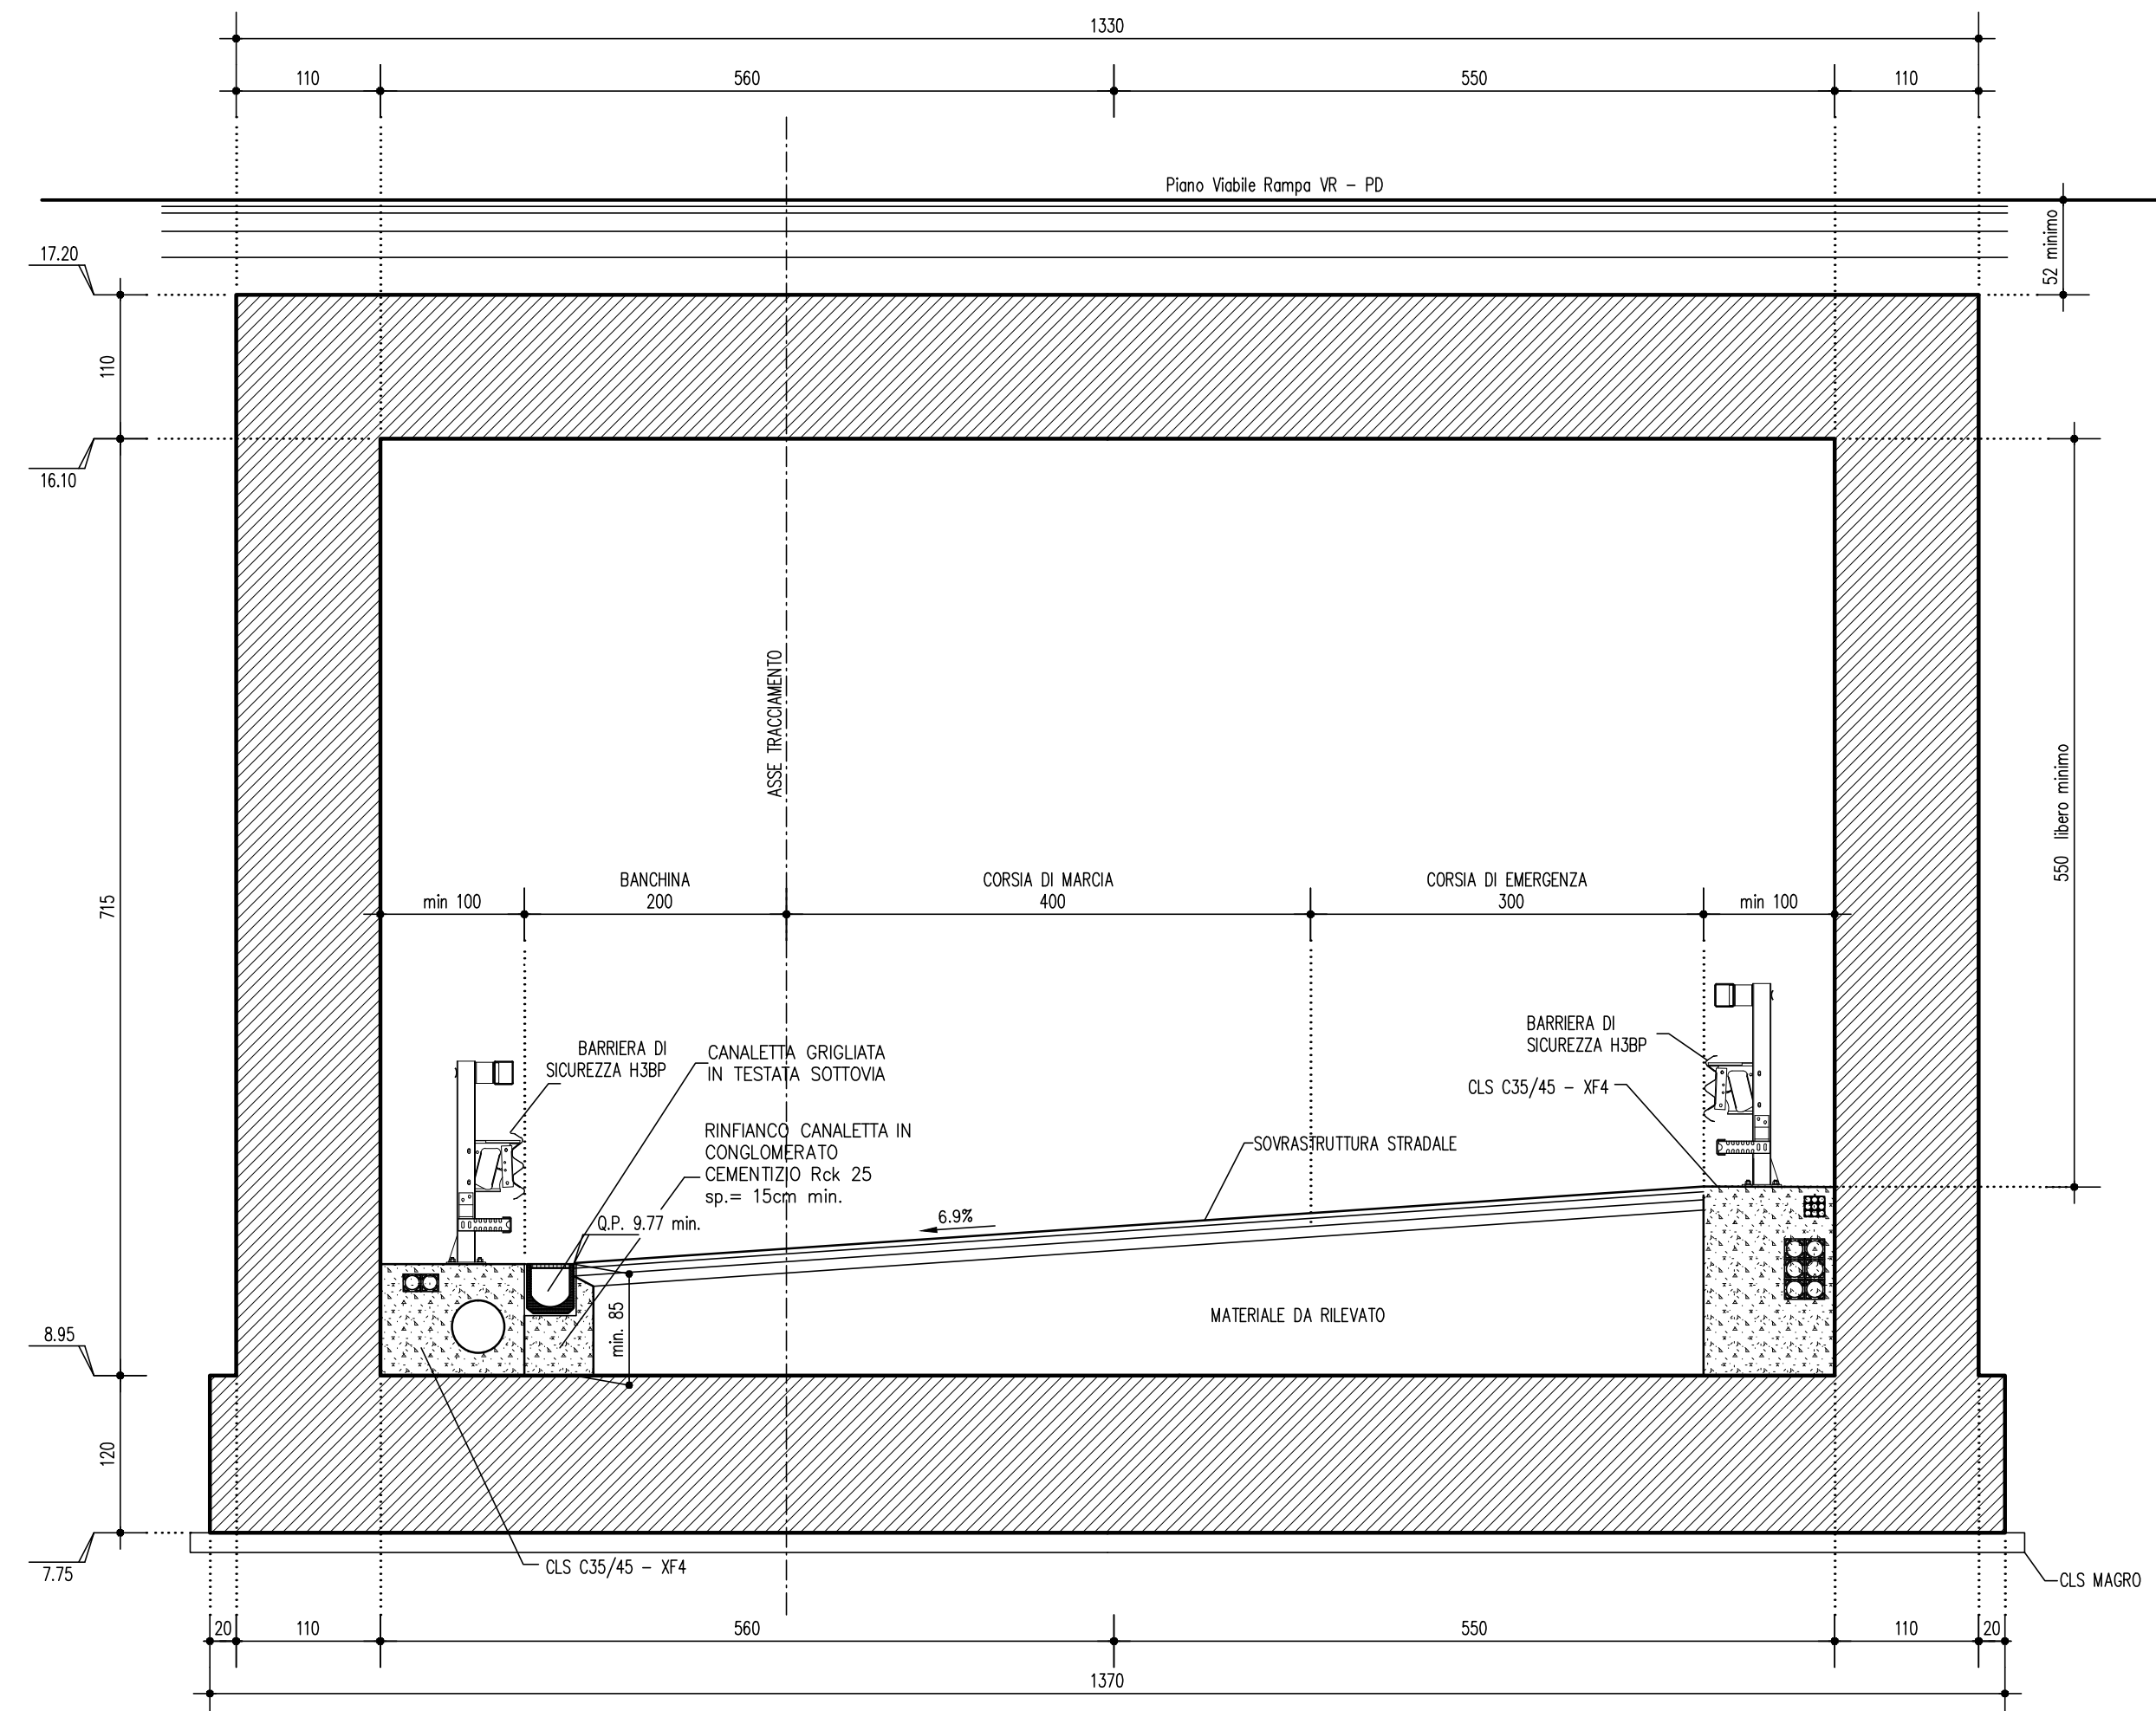 1330
110
560
550
110
Piano Viabile Rampa VR – PD
52 minimo
17.20
110
16.10
ASSE TRACCIAMENTO
550 libero minimo
715
BANCHINA
CORSIA DI MARCIA
CORSIA DI EMERGENZA
min 100
200
400
300
min 100
BARRIERA DI
SICUREZZA H3BP
CANALETTA GRIGLIATA
IN TESTATA SOTTOVIA
BARRIERA DI
SICUREZZA H3BP
CLS C35/45 – XF4
RINFIANCO CANALETTA IN
CONGLOMERATO
CEMENTIZIO Rck 25
sp.= 15cm min.
SOVRASTRUTTURA STRADALE
Q.P. 9.77 min.
6.9%
min. 85
MATERIALE DA RILEVATO
8.95
120
7.75
CLS C35/45 – XF4
CLS MAGRO
20
110
560
550
110
20
1370